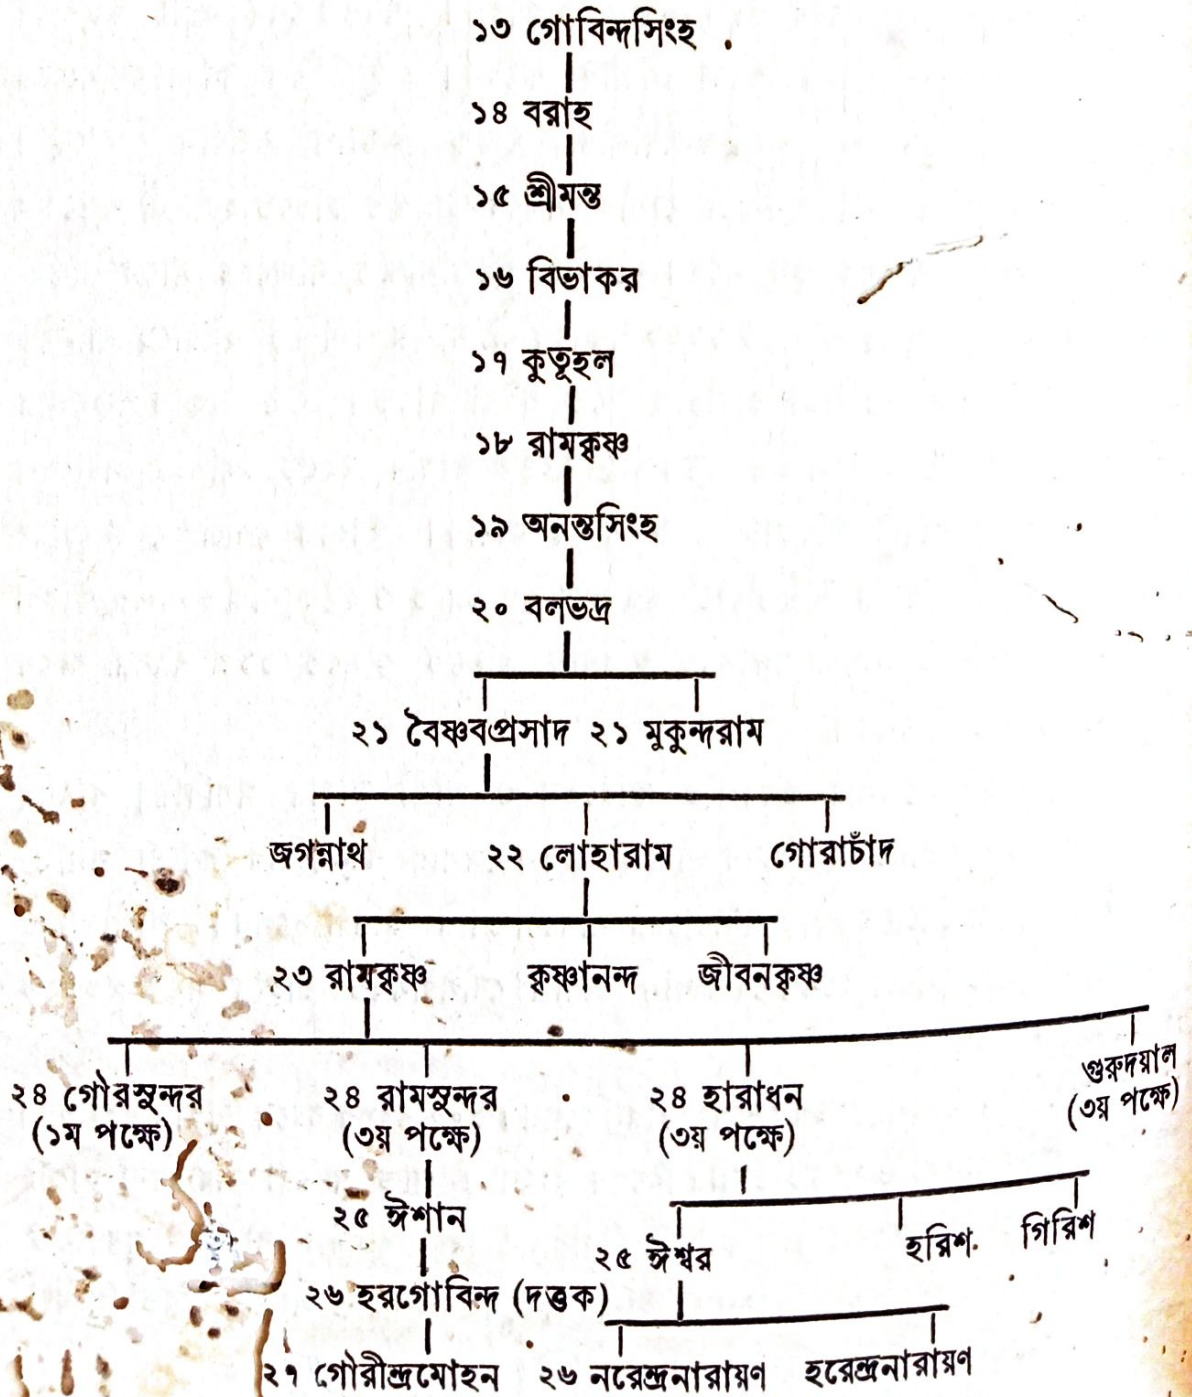 ১৩ গোবিন্দসিংহ
১৪ বরাহ
১৫ শ্রীমন্ত
১৬ বিভাকর
১৭ কুতূহল
১৮ রামকৃষ্ণ
১৯ অনন্তসিংহ
২০ বলভদ্র
২১ বৈষ্ণবপ্রসাদ ২১ মুকুন্দরাম
জগন্নাথ ২২ লোহারাম গোরাচাঁদ
২৩ রামকৃষ্ণ কৃষ্ণানন্দ জীবনকৃষ্ণ
২৪ গৌরসুন্দর ২৪ রামসুন্দর ২৪ হারাধন গুরুদয়াল
(১ম পক্ষে) (৩য় পক্ষে) (৩য় পক্ষে) (৩য় পক্ষে)
২৫ ঈশান ২৫ ঈশ্বর হরিশ গিরিশ
২৬ হরগোবিন্দ (দত্তক)
২৭ গৌরীন্দ্রমোহন ২৬ নরেন্দ্রনারায়ণ হরেন্দ্রনারায়ণ